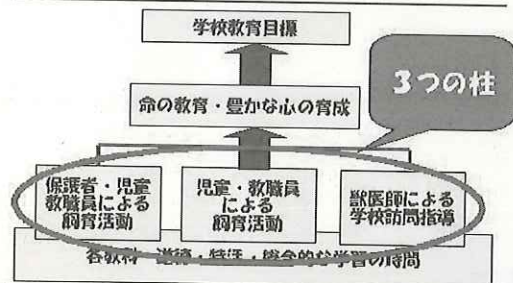 学校教育目標
3つの柱
命の教育・豊かな心の育成
保護者・児童
教職員による
飼育活動
児童・教職員
による
飼育活動
獣医師による
学校訪問指導
各教科・道徳・特活・総合的な学習の時間